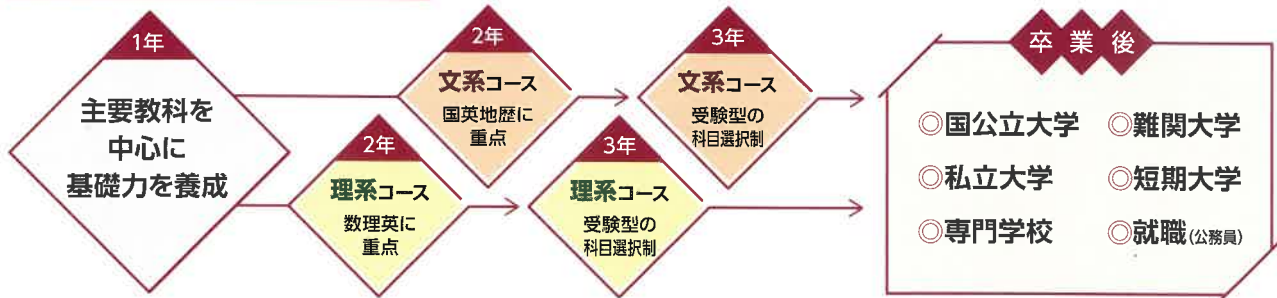 1年
主要教科を
中心に
基礎力を養成
2年
文系コース
国英地歴に
重点
3年
文系コース
受験型の
科目選択制
2年
理系コース
数理英に
重点
3年
理系コース
受験型の
科目選択制
卒業後
◎国公立大学 ◎難関大学
◎私立大学 ◎短期大学
◎専門学校 ◎就職(公務員)